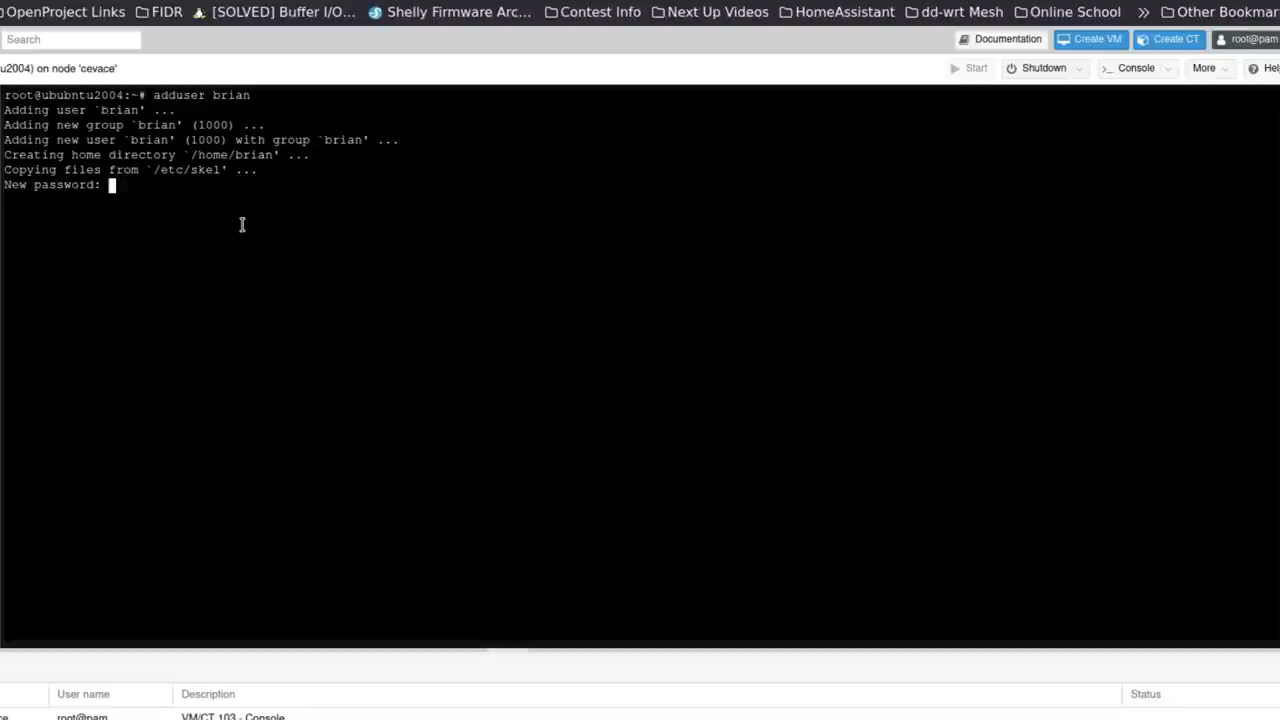 OpenProject Links FIDR [SOLVED] Buffer I/O... Shelly Firmware Arc... Contest Info Next Up Videos HomeAssistant dd-wrt Mesh Online School » Other Bookmar
Search Documentation Create VM Create CT root@pam
u2004) on node 'cevace' Start Shutdown >_ Console More Hel
root@ububntu2004:~# adduser brian
Adding user `brian' ...
Adding new group `brian' (1000) ...
Adding new user `brian' (1000) with group `brian' ...
Creating home directory `/home/brian' ...
Copying files from `/etc/skel' ...
New password:
User name Description Status
root@pam VM/CT 103 - Console